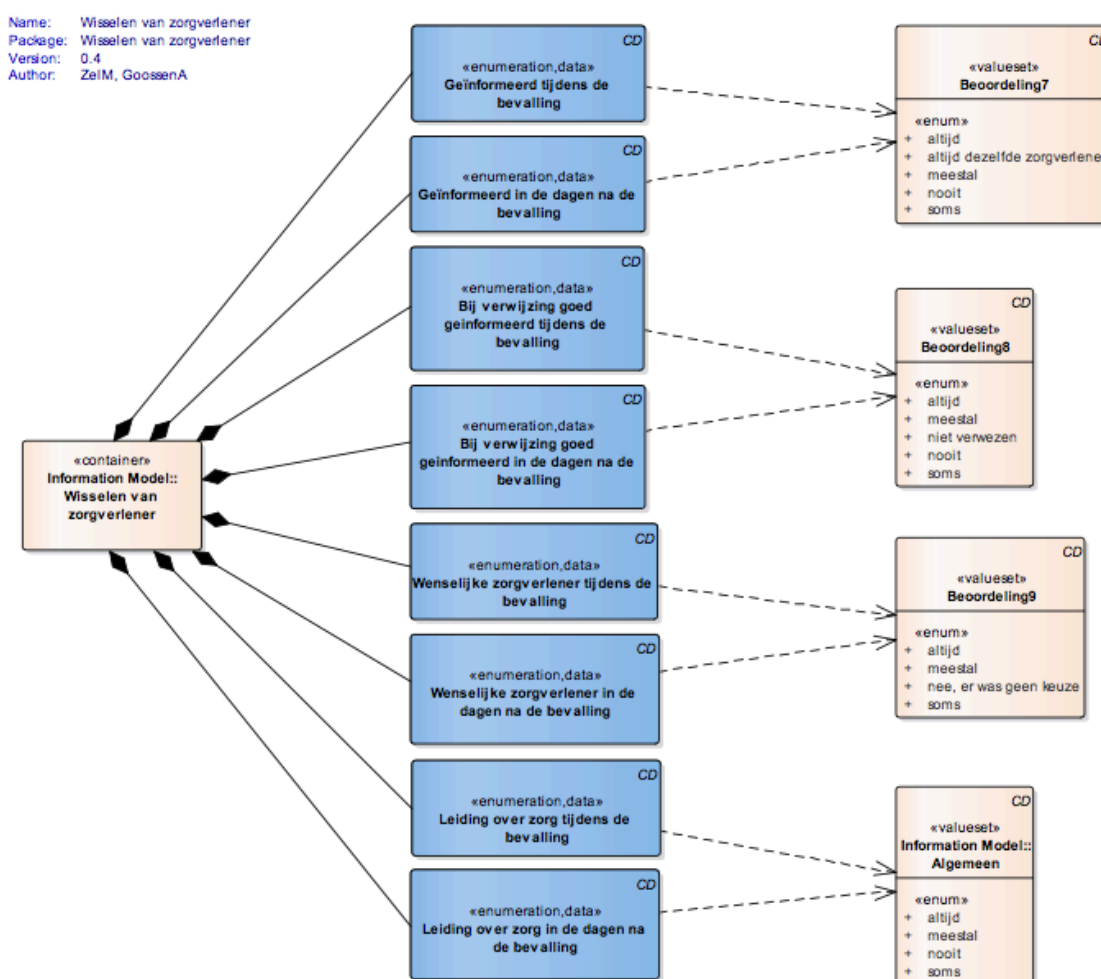 Name: Wisselen van zorgverlener
Package: Wisselen van zorgverlener
Version: 0.4
Author: ZelM, GoossenA
«container»
Information Model::
Wisselen van
zorgverlener
CD
«enumeration,data»
Geïnformeerd tijdens de
bevalling
CD
«enumeration,data»
Geïnformeerd in de dagen na de
bevalling
CD
«enumeration,data»
Bij verwijzing goed
geinformeerd tijdens de
bevalling
CD
«enumeration,data»
Bij verwijzing goed
geinformeerd in de dagen na de
bevalling
CD
«enumeration,data»
Wenselijke zorgverlener tijdens de
bevalling
CD
«enumeration,data»
Wenselijke zorgverlener in de
dagen na de bevalling
CD
«enumeration,data»
Leiding over zorg tijdens de
bevalling
CD
«enumeration,data»
Leiding over zorg in de dagen na
de bevalling
CD
«valueset»
Beoordeling7
«enum»
+ altijd
+ altijd dezelfde zorgverlene
+ meestal
+ nooit
+ soms
CD
«valueset»
Beoordeling8
«enum»
+ altijd
+ meestal
+ niet verwezen
+ nooit
+ soms
CD
«valueset»
Beoordeling9
«enum»
+ altijd
+ meestal
+ nee, er was geen keuze
+ soms
CD
«valueset»
Information Model::
Algemeen
«enum»
+ altijd
+ meestal
+ nooit
+ soms